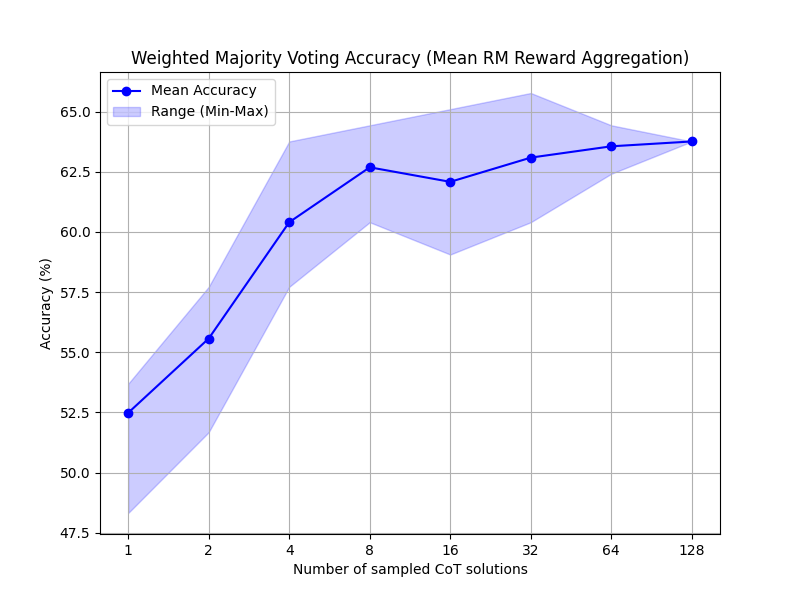 Weighted Majority Voting Accuracy (Mean RM Reward Aggregation)
Mean Accuracy
Range (Min-Max)
65.0
62.5
60.0
57.5
55.0
52.5
50.0
47.5
Accuracy (%)
1 2 4 8 16 32 64 128
Number of sampled CoT solutions